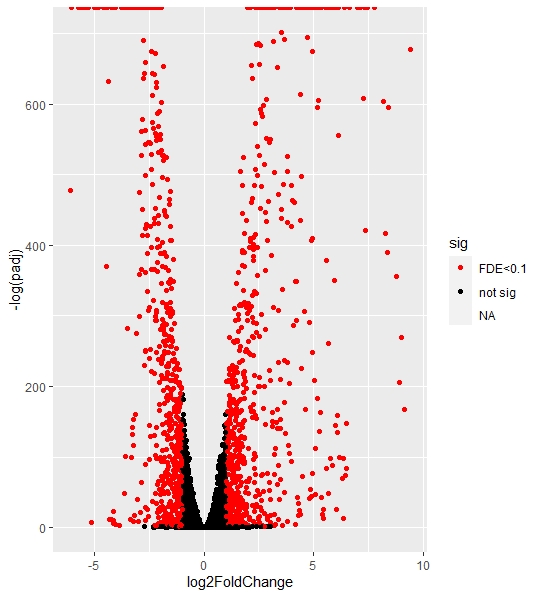 600
400
200
0
-log(padj)
-5
0
5
10
log2FoldChange
sig
FDE<0.1
not sig
NA